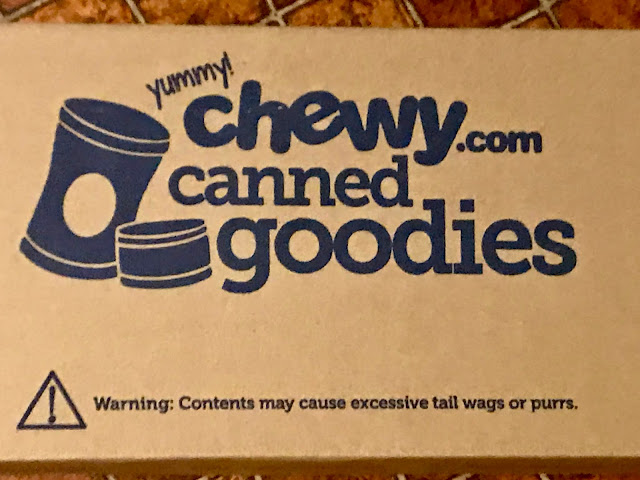 yummy!
chewy.com
canned
goodies
Warning: Contents may cause excessive tail wags or purrs.